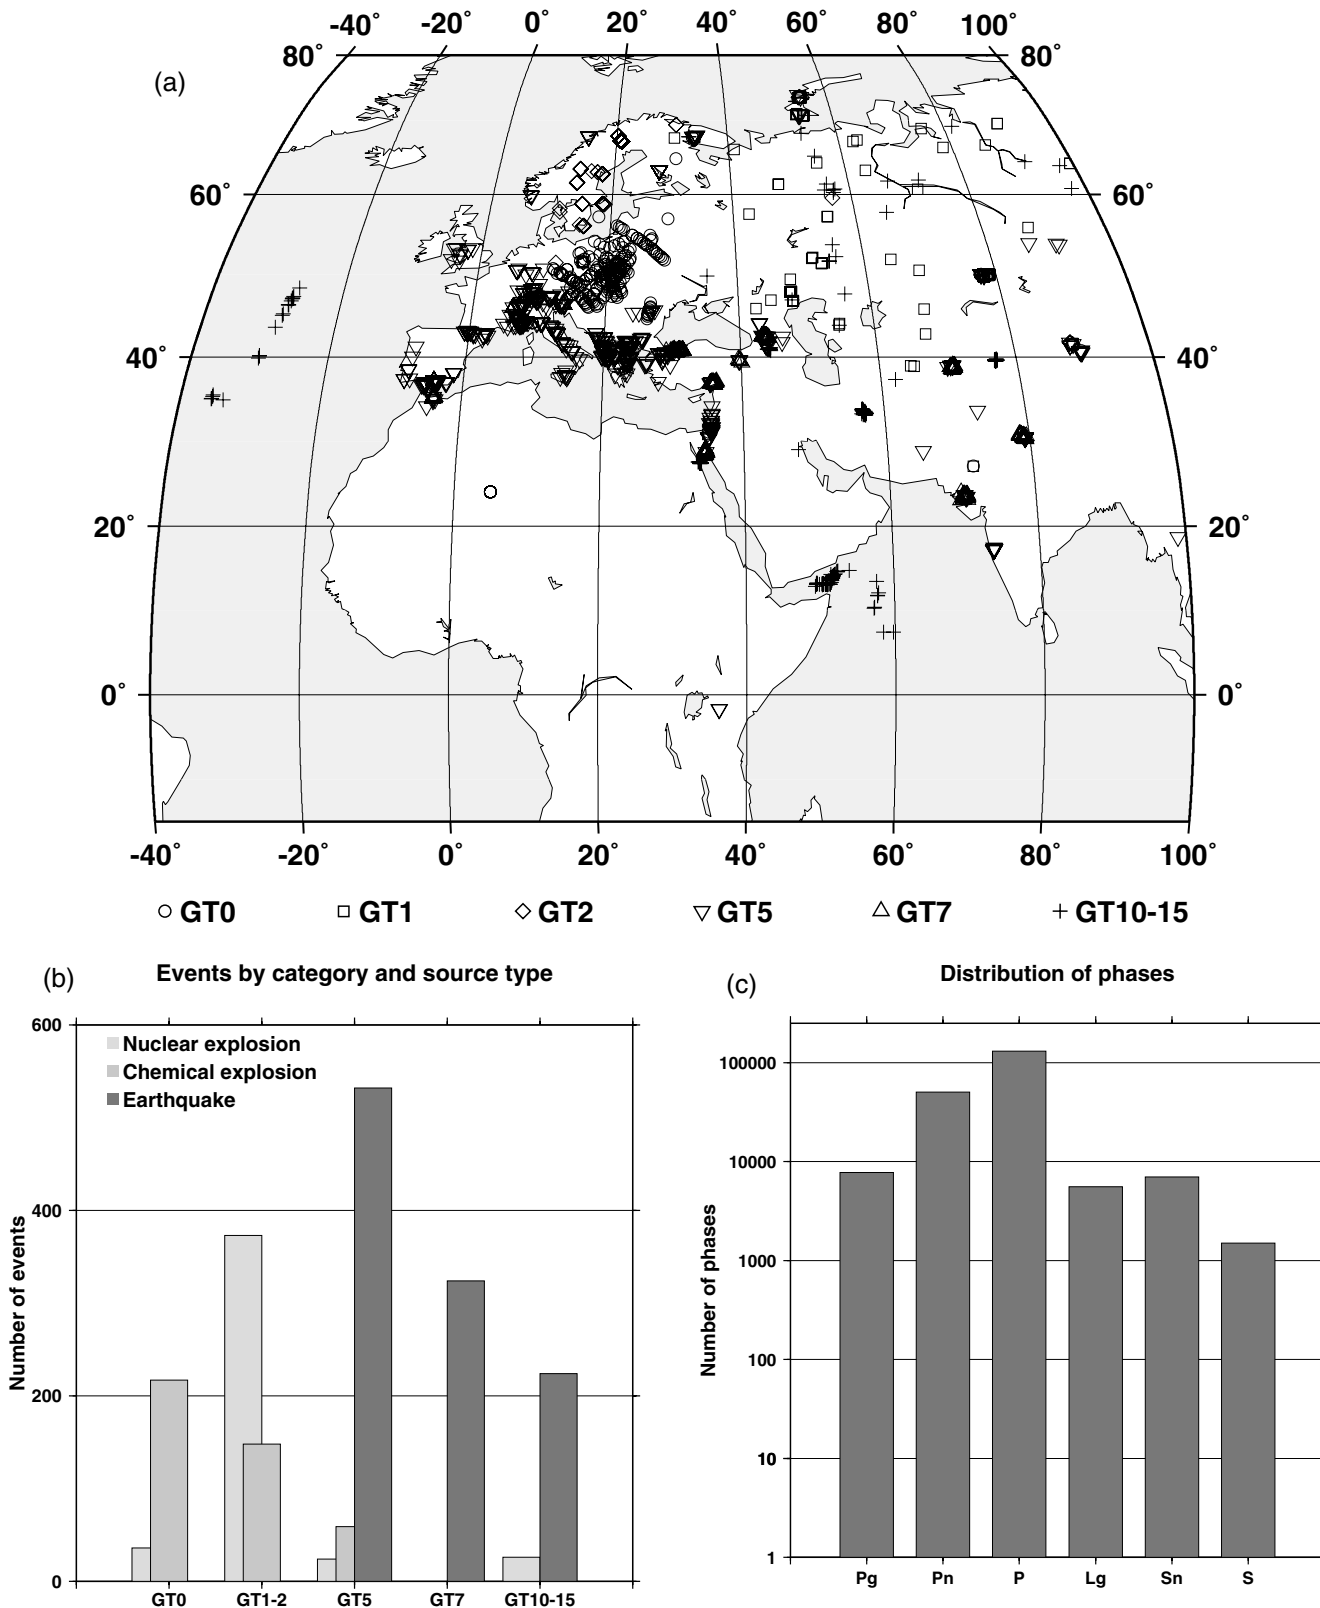 -40° -20° 0° 20° 40° 60° 80° 100°
80° 80°
(a)
60° 60°
40° 40°
20° 20°
0° 0°
-40° -20° 0° 20° 40° 60° 80° 100°
GT0 GT1 GT2 GT5 GT7 GT10-15
(b) Events by category and source type
600
Nuclear explosion
Chemical explosion
Earthquake
400
200
0
Number of events
GT0 GT1-2 GT5 GT7 GT10-15
(c) Distribution of phases
100000
10000
1000
100
10
1
Number of phases
Pg Pn P Lg Sn S